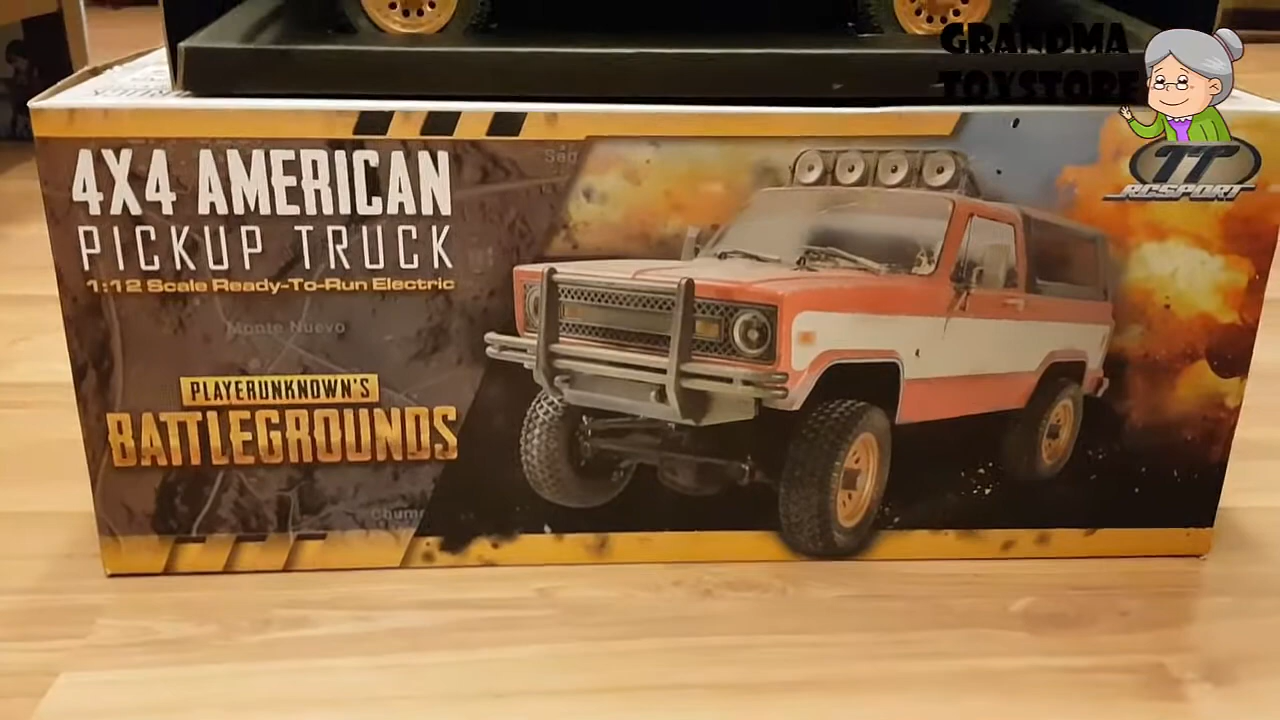 GRANDMA
TOYSTORE
4X4 AMERICAN
PICKUP TRUCK
1:12 Scale Ready-To-Run Electric
TT
RCSPORT
Monte Nuevo
PLAYERUNKNOWN'S
BATTLEGROUNDS